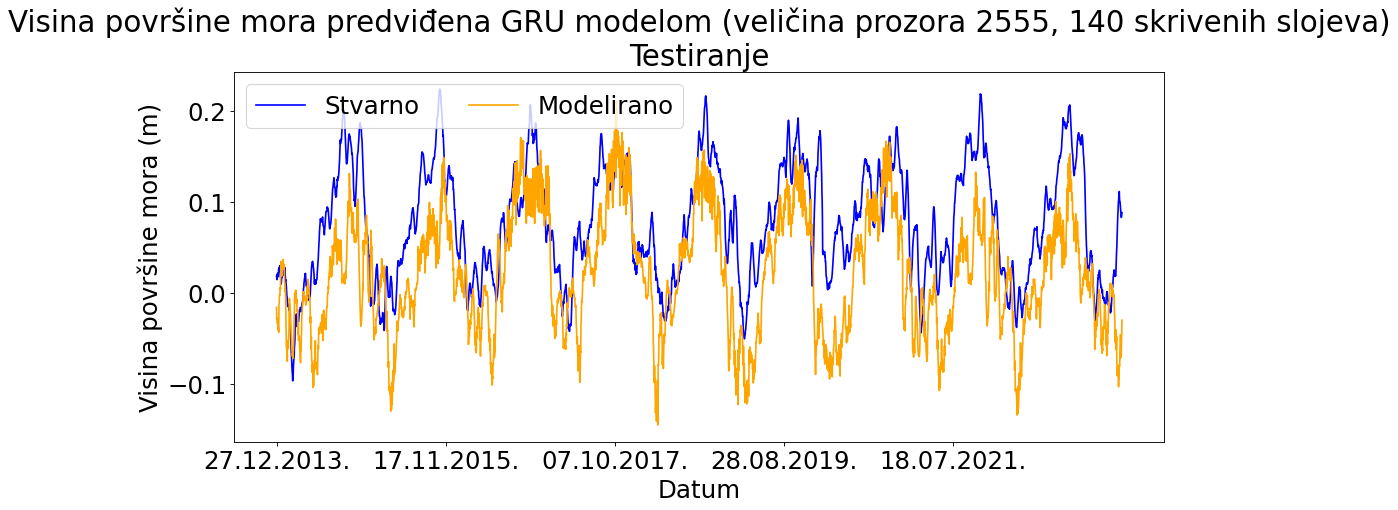 Visina površine mora predviđena GRU modelom (veličina prozora 2555, 140 skrivenih slojeva)
Testiranje
Stvarno Modelirano
Visina površine mora (m)
0.2
0.1
0.0
−0.1
27.12.2013. 17.11.2015. 07.10.2017. 28.08.2019. 18.07.2021.
Datum